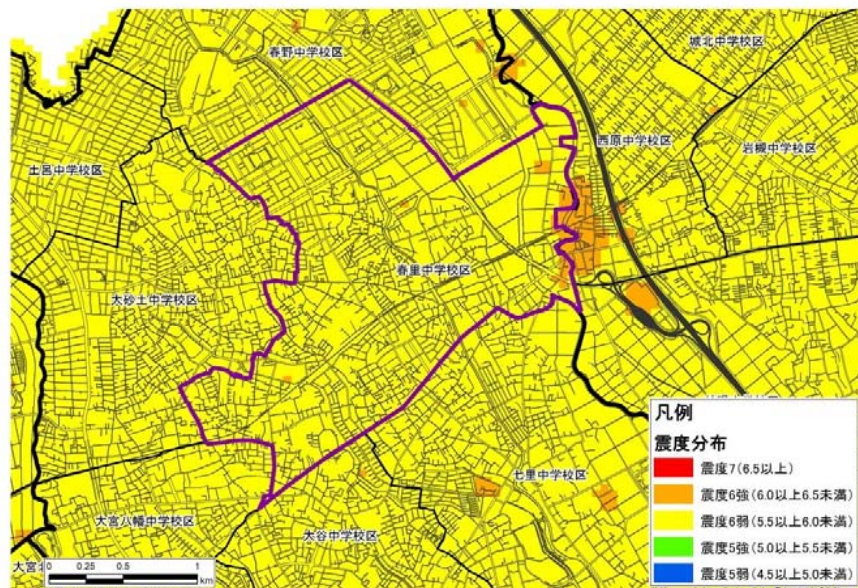 春野中学校区
城北中学校区
西原中学校区
岩槻中学校区
土呂中学校区
春里中学校区
大砂土中学校区
七里中学校区
大宮八幡中学校区
大谷中学校区
大宮北
0 0.25 0.5 1
km
凡例
震度分布
震度7(6.5以上)
震度6強(6.0以上6.5未満)
震度6弱(5.5以上6.0未満)
震度5強(5.0以上5.5未満)
震度5弱(4.5以上5.0未満)